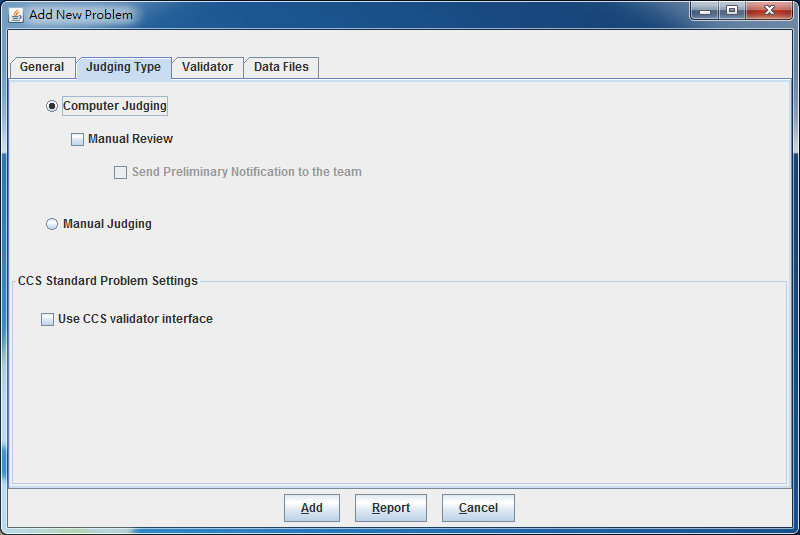 Add New Problem
General Judging Type Validator Data Files
Computer Judging
Manual Review
Send Preliminary Notification to the team
Manual Judging
CCS Standard Problem Settings
Use CCS validator interface
Add Report Cancel